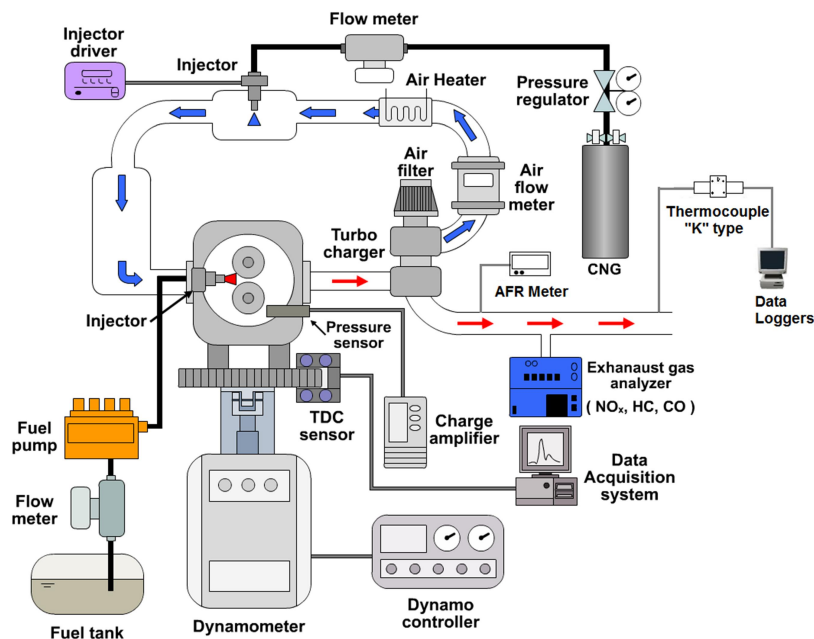 Flow meter
Injector
driver
Injector
Air Heater
Pressure
regulator
Air
filter
Air
flow
meter
Thermocouple
"K" type
Turbo
charger
CNG
AFR Meter
Data
Loggers
Injector
Pressure
sensor
Exhanaust gas
analyzer
( NOₓ, HC, CO )
TDC
sensor
Charge
amplifier
Fuel
pump
Data
Acquisition
system
Flow
meter
Fuel tank
Dynamometer
Dynamo
controller